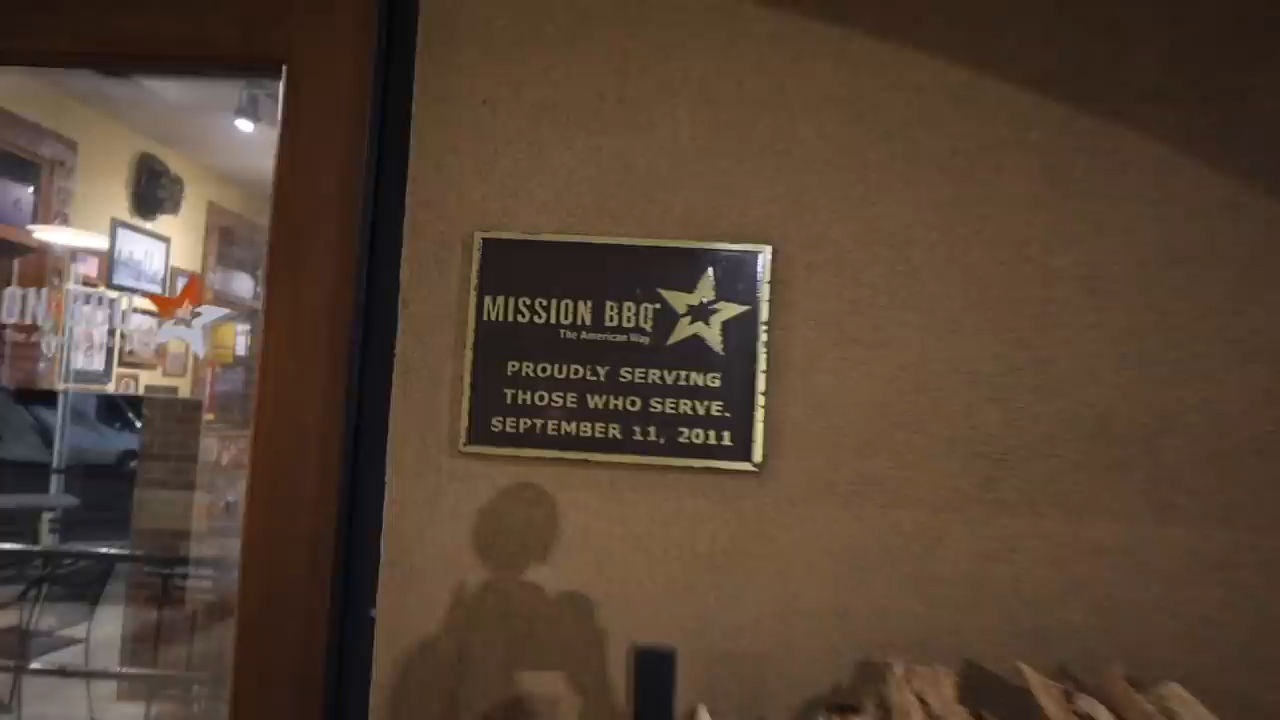 MISSION BBQ
The American Way
PROUDLY SERVING
THOSE WHO SERVE.
SEPTEMBER 11, 2011